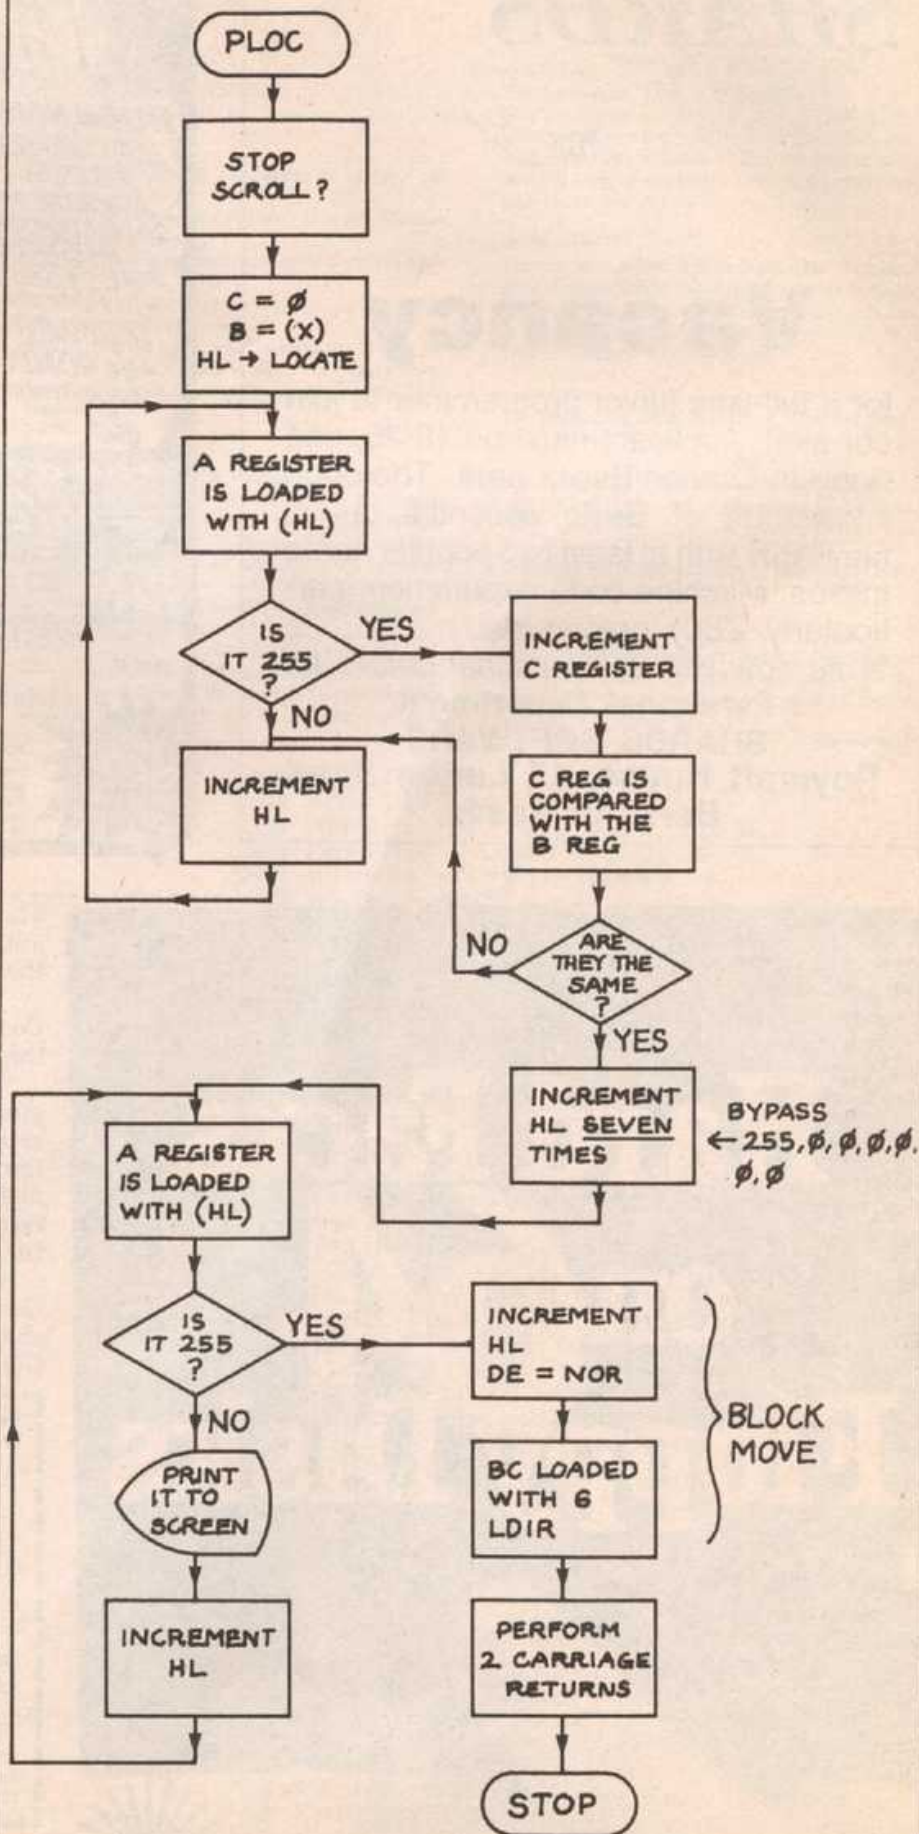 PLOC
STOP
SCROLL?
C = Ø
B = (X)
HL → LOCATE
A REGISTER
IS LOADED
WITH (HL)
IS
IT 255
?
YES
INCREMENT
C REGISTER
NO
INCREMENT
HL
C REG IS
COMPARED
WITH THE
B REG
NO
ARE
THEY THE
SAME
?
YES
INCREMENT
HL SEVEN
TIMES
BYPASS
← 255,Ø,Ø,Ø,Ø,
Ø,Ø
A REGISTER
IS LOADED
WITH (HL)
IS
IT 255
?
YES
INCREMENT
HL
DE = NOR
NO
PRINT
IT TO
SCREEN
BC LOADED
WITH 6
LDIR
BLOCK
MOVE
INCREMENT
HL
PERFORM
2 CARRIAGE
RETURNS
STOP